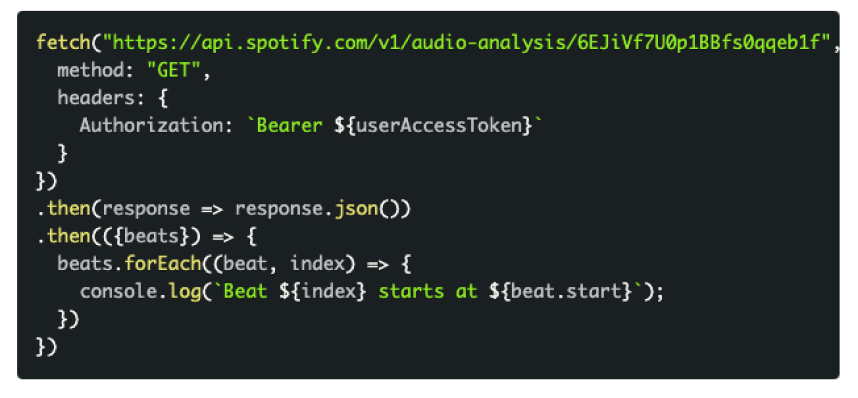 fetch("https://api.spotify.com/v1/audio-analysis/6EJiVf7U0p1BBfs0qqeb1f",
  method: "GET",
  headers: {
    Authorization: `Bearer ${userAccessToken}`
  }
})
.then(response => response.json())
.then(({beats}) => {
  beats.forEach((beat, index) => {
    console.log(`Beat ${index} starts at ${beat.start}`);
  })
})